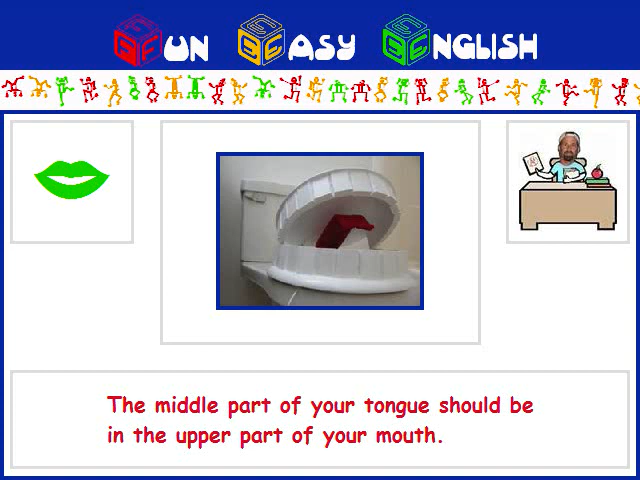 FUN EASY ENGLISH
The middle part of your tongue should be
in the upper part of your mouth.